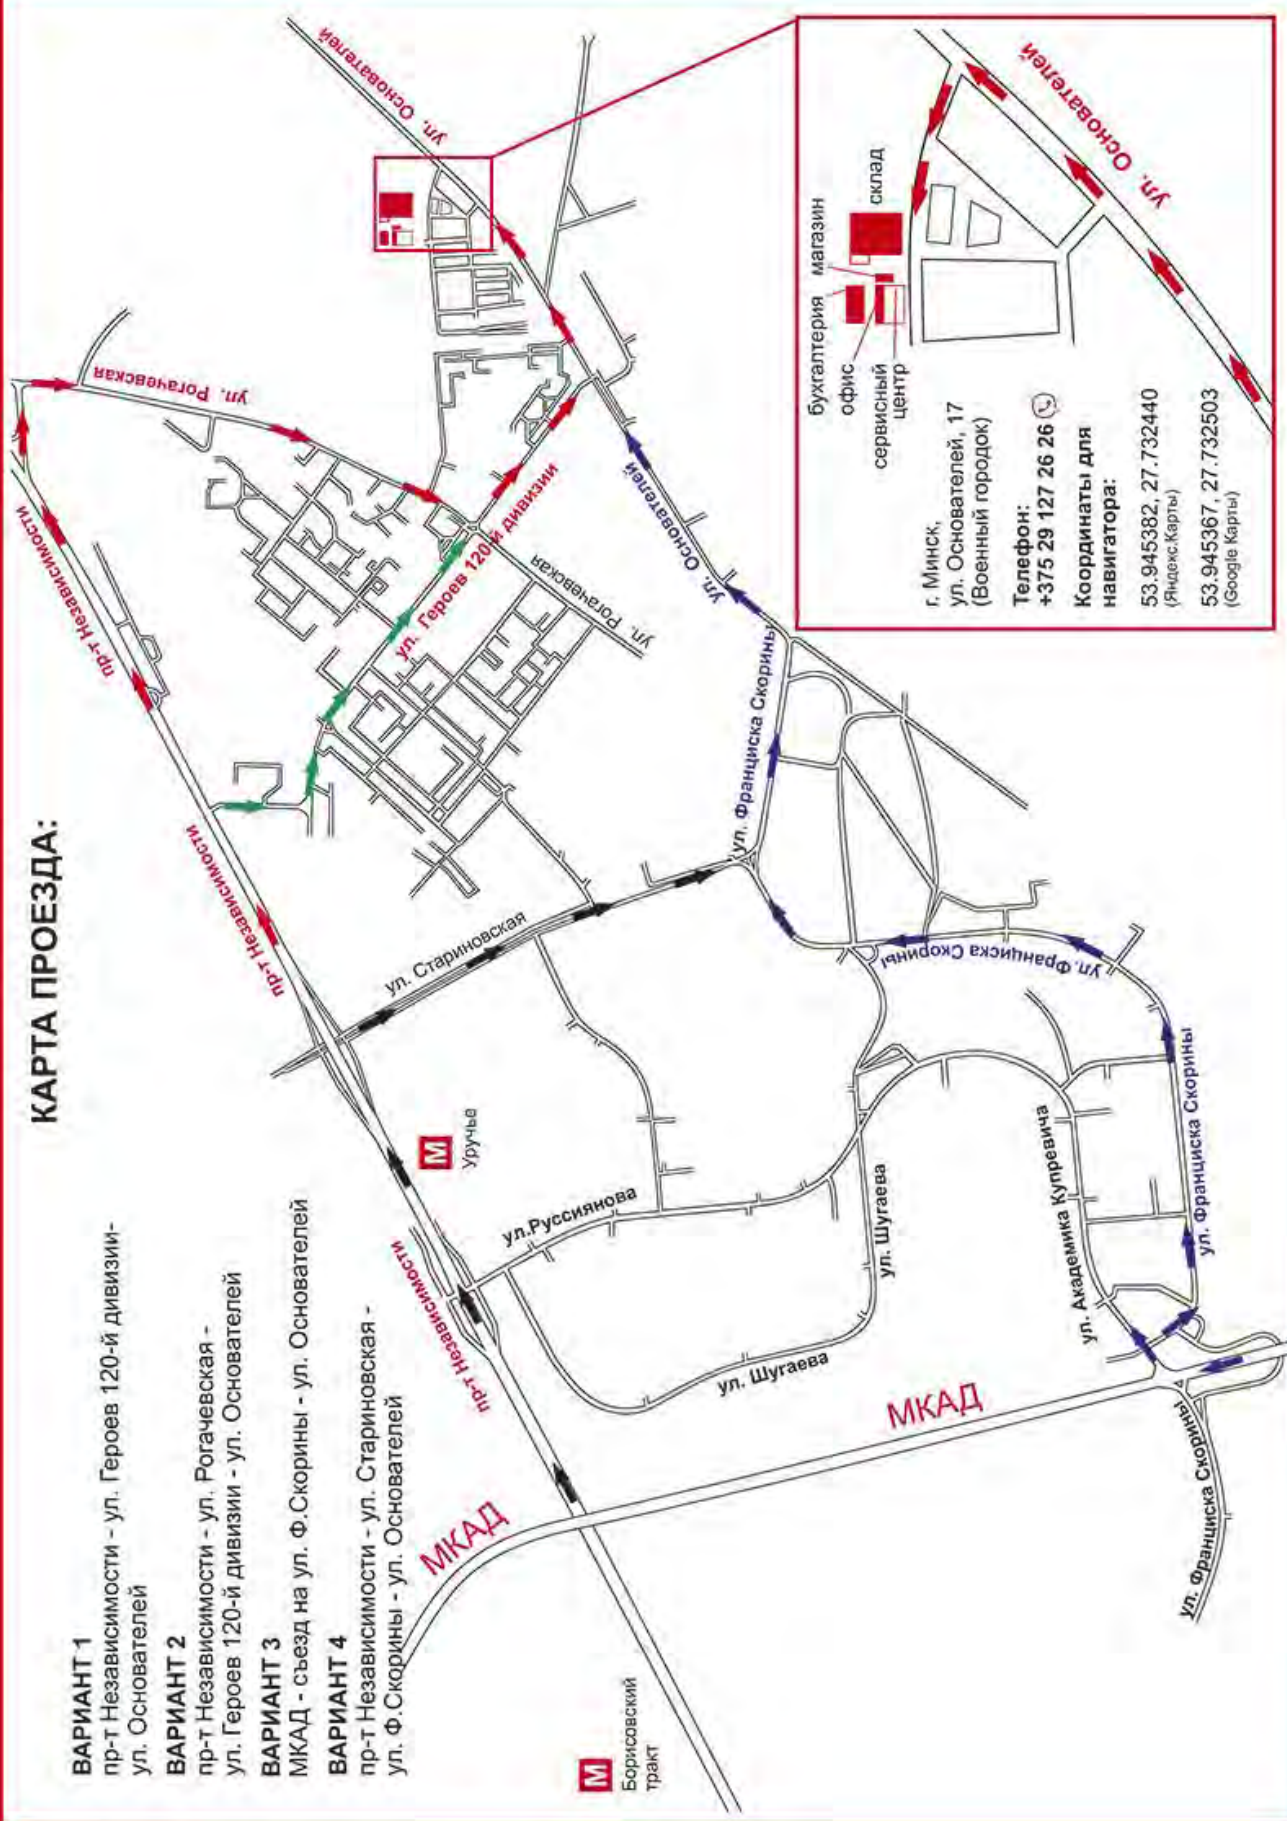 КАРТА ПРОЕЗДА:
ВАРИАНТ 1
пр-т Независимости - ул. Героев 120-й дивизии-
ул. Основателей
ВАРИАНТ 2
пр-т Независимости - ул. Рогачевская -
ул. Героев 120-й дивизии - ул. Основателей
ВАРИАНТ 3
МКАД - съезд на ул. Ф.Скорины - ул. Основателей
ВАРИАНТ 4
пр-т Независимости - ул. Стариновская -
ул. Ф.Скорины - ул. Основателей
М
Борисовский
тракт
МКАД
МКАД
пр-т Независимости
М
Уручье
пр-т Независимости
пр-т Независимости
ул. Рогачевская
ул. Основателей
ул. Героев 120-й дивизии
ул. Рогачевская
ул. Стариновская
ул.Руссиянова
ул. Шугаева
ул. Шугаева
ул. Академика Купревича
ул. Франциска Скорины
ул. Франциска Скорины
ул. Франциска Скорины
ул. Франциска Скорины
ул. Основателей
бухгалтерия
магазин
офис
склад
сервисный
центр
ул. Основателей
г. Минск,
ул. Основателей, 17
(Военный городок)
Телефон:
+375 29 127 26 26
Координаты для
навигатора:
53.945382, 27.732440
(Яндекс.Карты)
53.945367, 27.732503
(Google Карты)